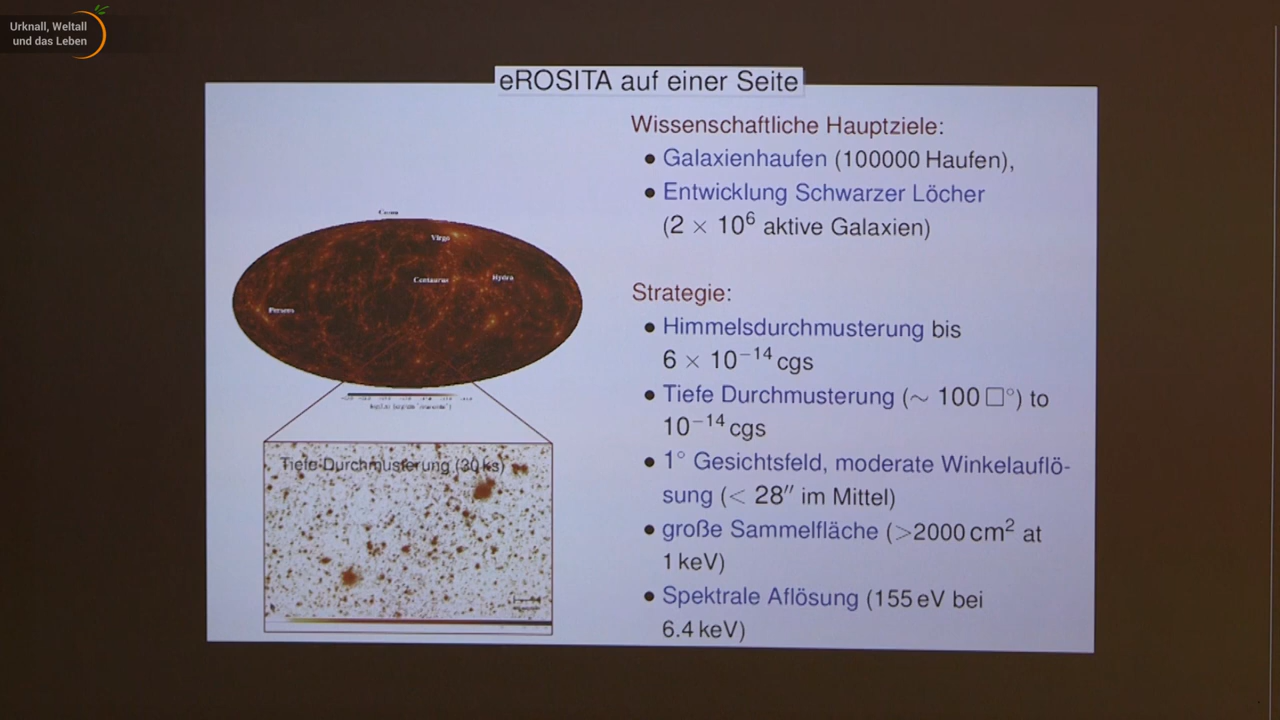 Urknall, Weltall
und das Leben
eROSITA auf einer Seite
Wissenschaftliche Hauptziele:
• Galaxienhaufen (100000 Haufen),
• Entwicklung Schwarzer Löcher
(2 × 10⁶ aktive Galaxien)
Strategie:
• Himmelsdurchmusterung bis
6 × 10⁻¹⁴ cgs
• Tiefe Durchmusterung (∼ 100 □°) to
10⁻¹⁴ cgs
• 1° Gesichtsfeld, moderate Winkelauflö-
sung (< 28″ im Mittel)
• große Sammelfläche (>2000 cm² at
1 keV)
• Spektrale Aflösung (155 eV bei
6.4 keV)
Coma
Virgo
Centaurus
Hydra
Perseus
Tiefe Durchmusterung (30 ks)